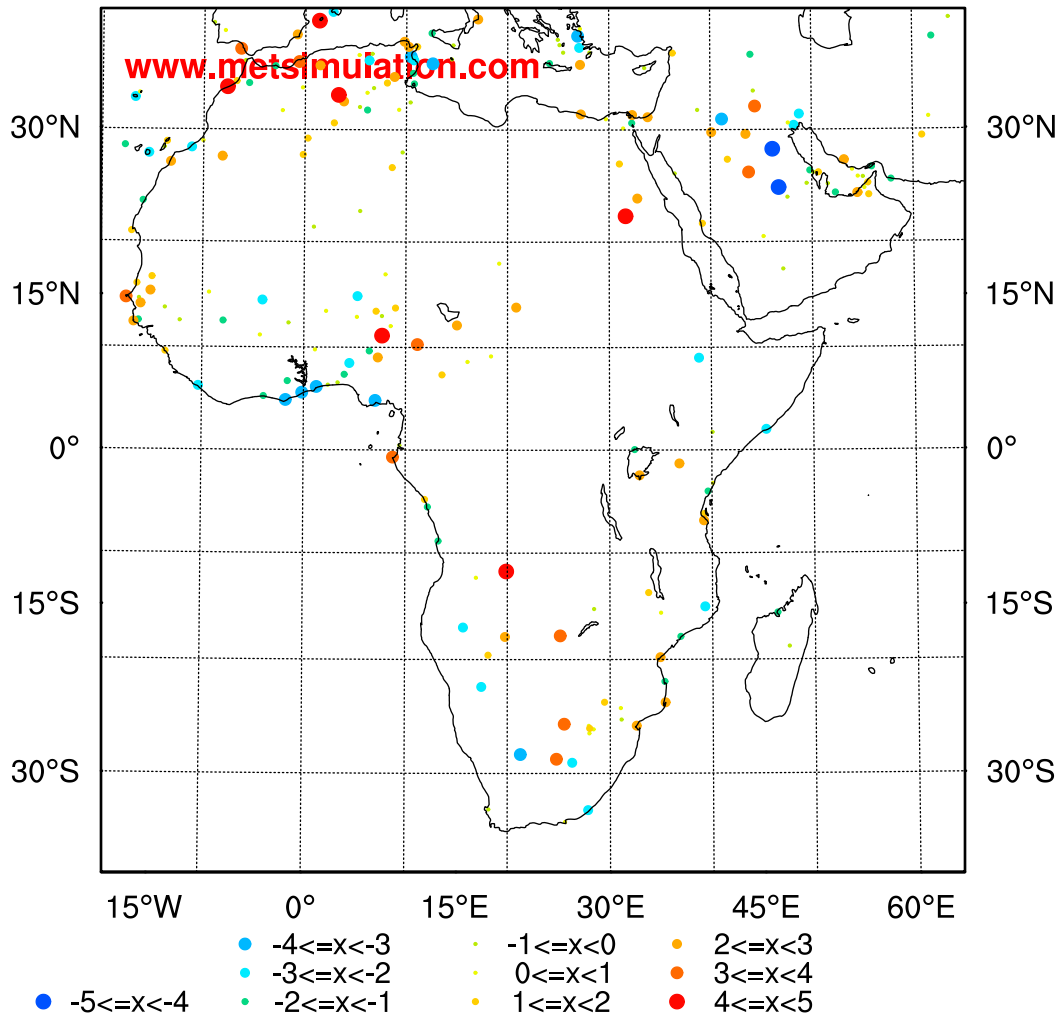 www.metsimulation.com
30°N 30°N
15°N 15°N
0° 0°
15°S 15°S
30°S 30°S
15°W 0° 15°E 30°E 45°E 60°E
-4<=x<-3 -1<=x<0 2<=x<3
-3<=x<-2 0<=x<1 3<=x<4
-5<=x<-4 -2<=x<-1 1<=x<2 4<=x<5